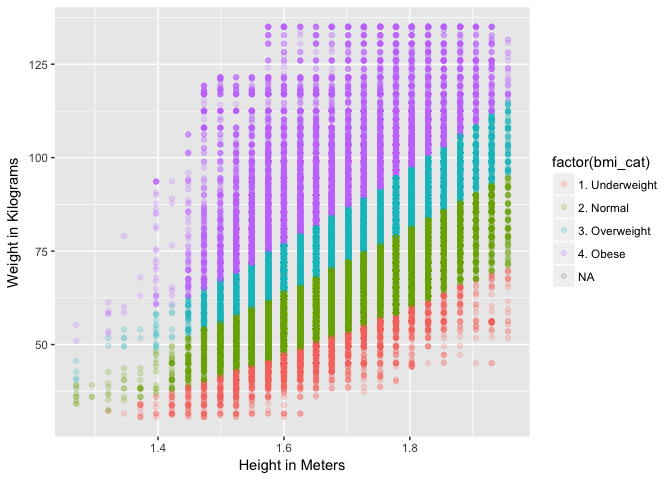 125
100
75
50
Weight in Kilograms
1.4
1.6
1.8
Height in Meters
factor(bmi_cat)
1. Underweight
2. Normal
3. Overweight
4. Obese
NA